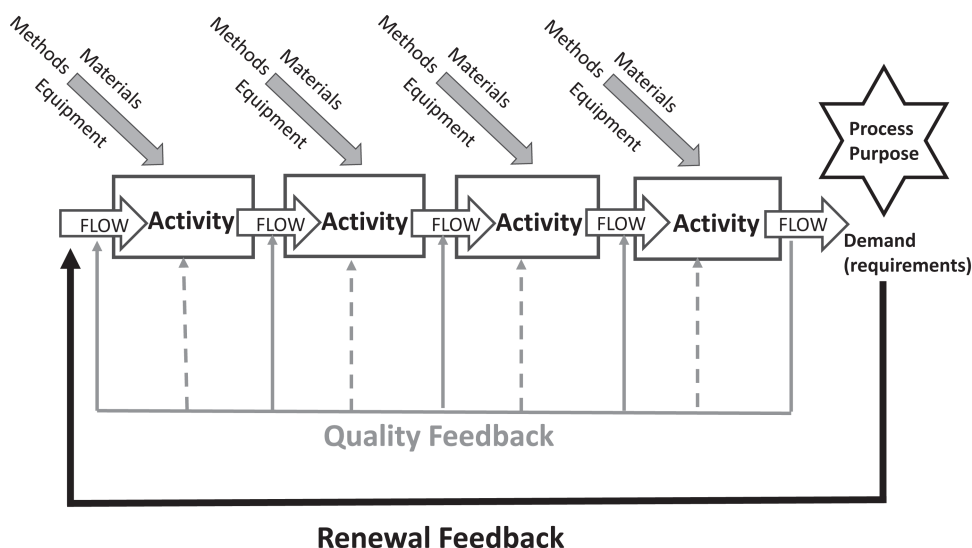 Methods
Materials
Equipment
Methods
Materials
Equipment
Methods
Materials
Equipment
Methods
Materials
Equipment
Process
Purpose
FLOW
Activity
FLOW
Activity
FLOW
Activity
FLOW
Activity
FLOW
Demand
(requirements)
Quality Feedback
Renewal Feedback